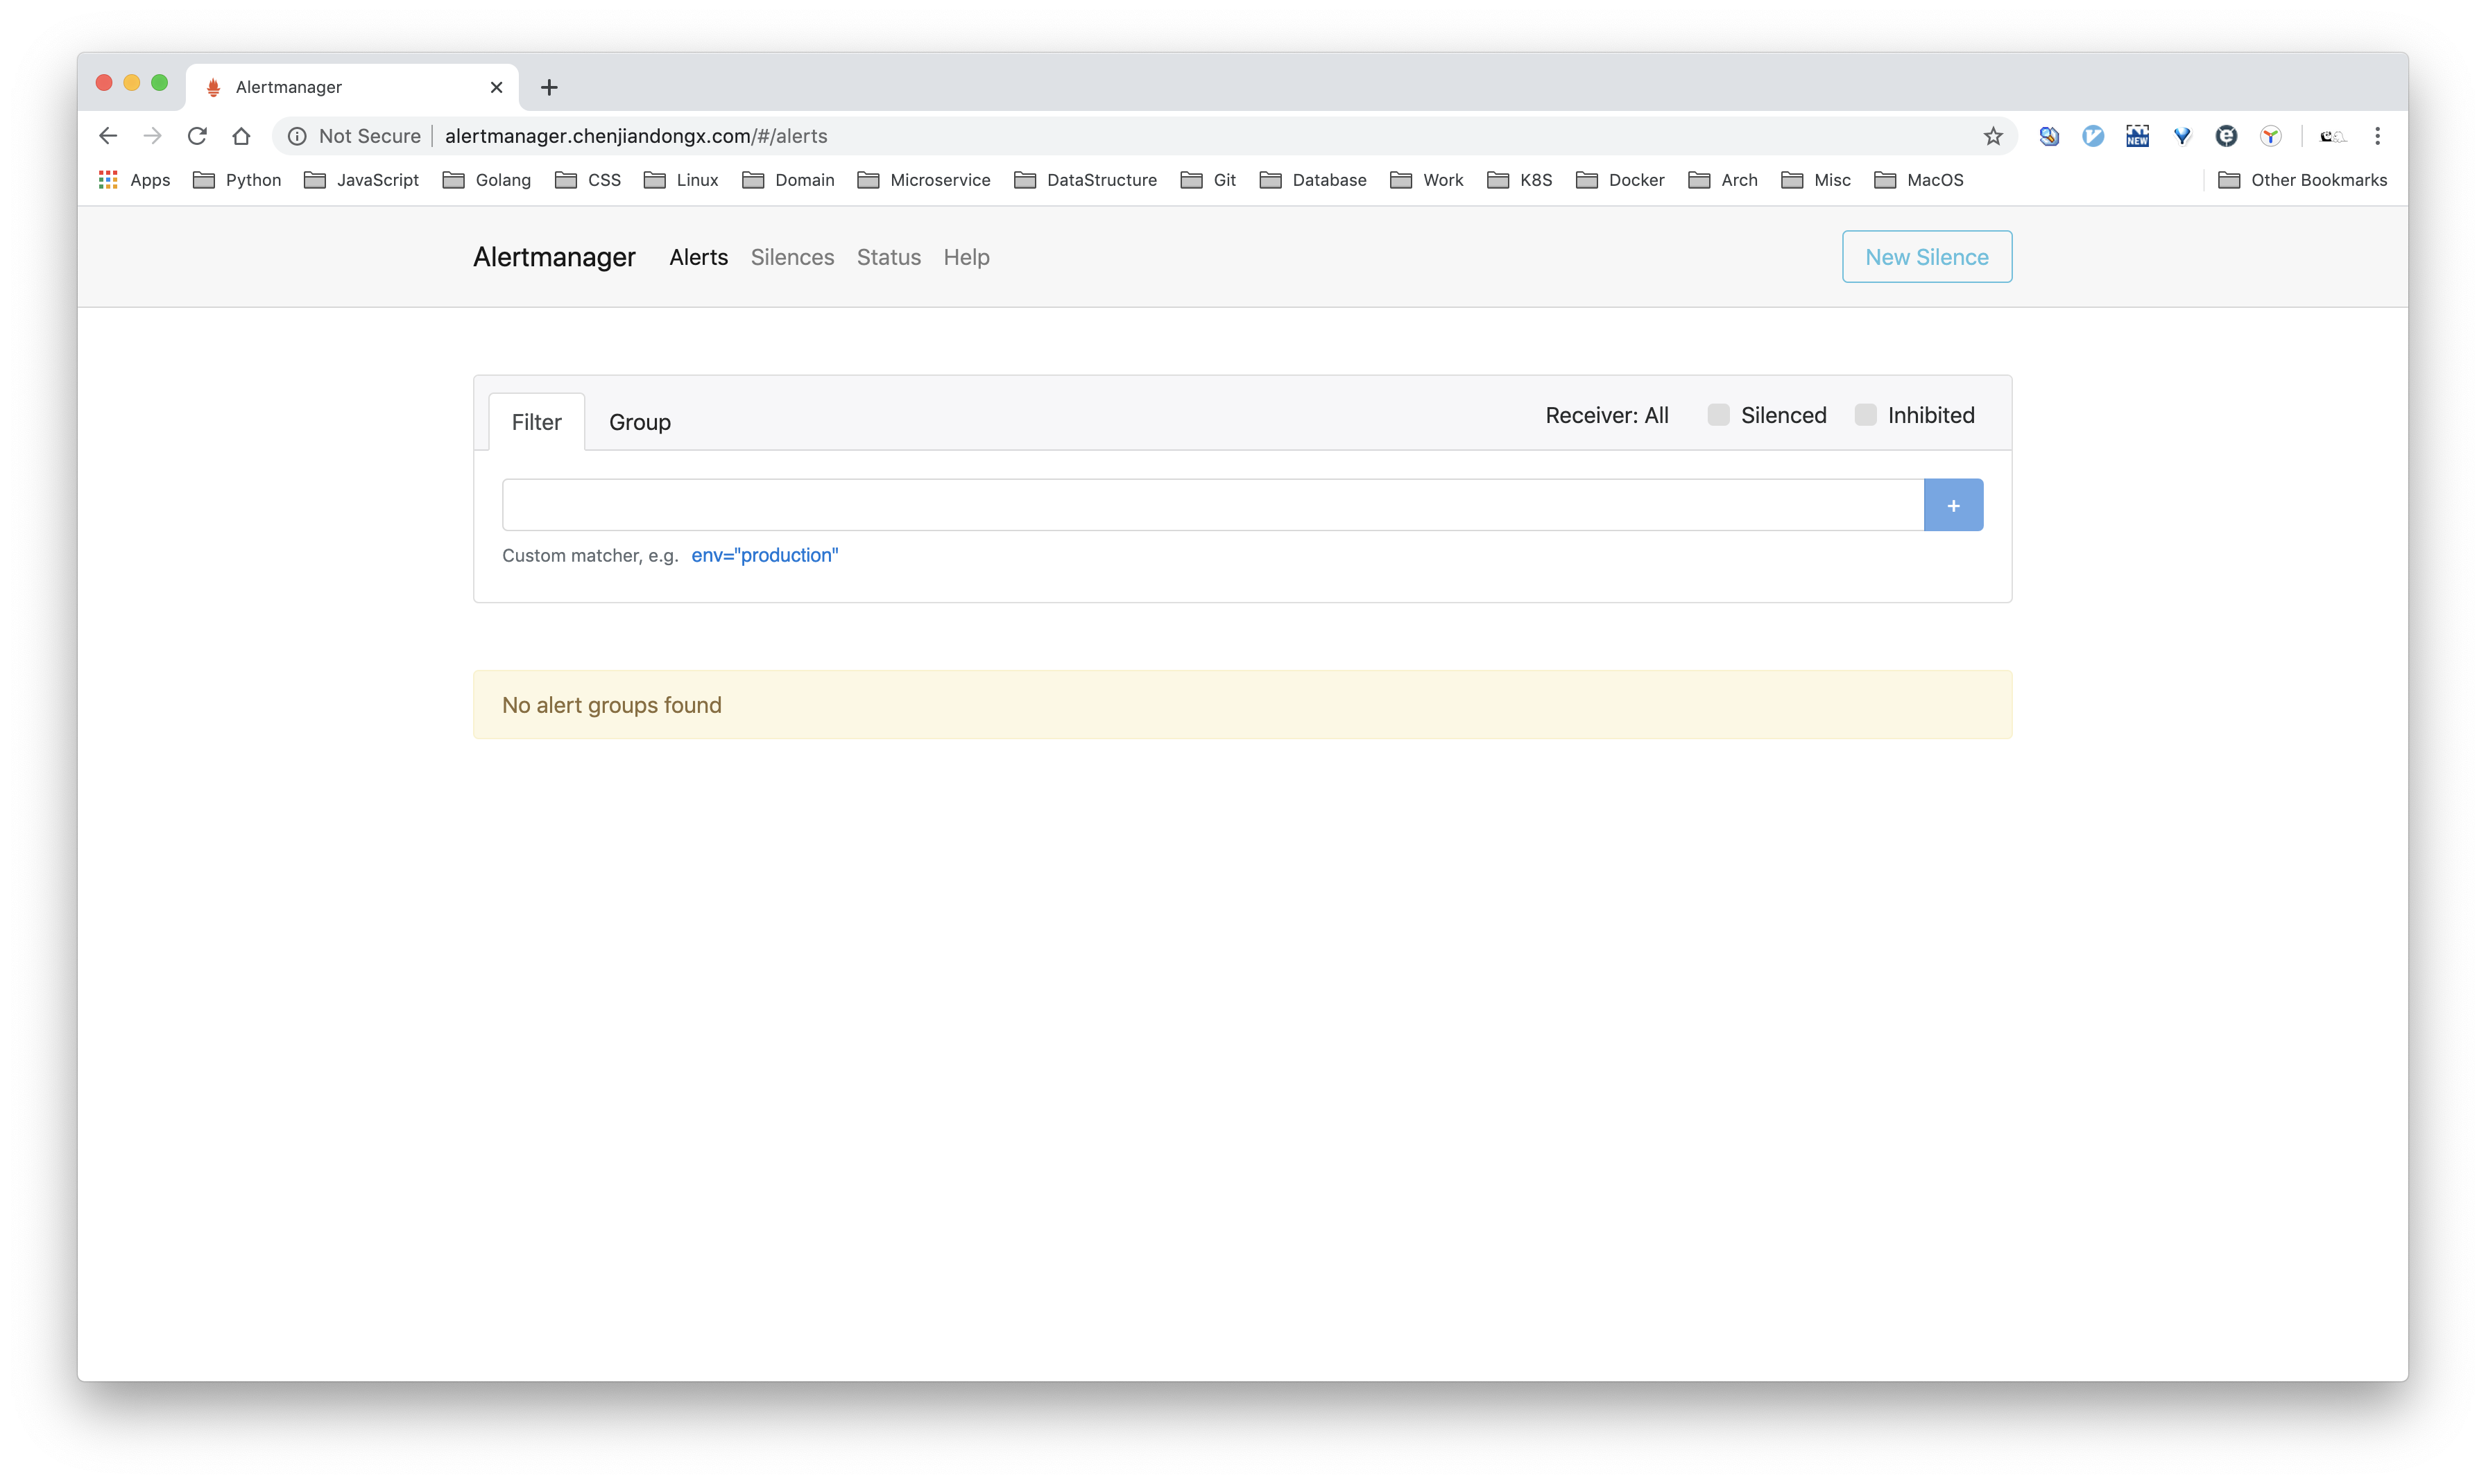 Alertmanager
Not Secure alertmanager.chenjiandongx.com/#/alerts
NEW
Apps Python JavaScript Golang CSS Linux Domain Microservice DataStructure Git Database Work K8S Docker Arch Misc MacOS Other Bookmarks
Alertmanager Alerts Silences Status Help New Silence
Filter Group Receiver: All Silenced Inhibited
+
Custom matcher, e.g. env="production"
No alert groups found